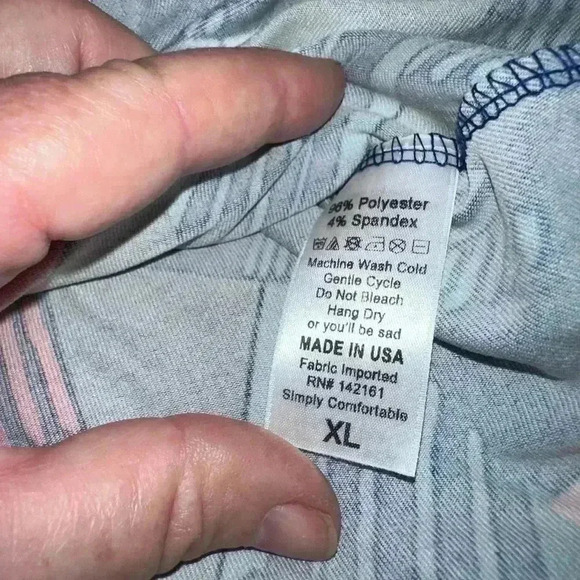 96% Polyester
4% Spandex
Machine Wash Cold
Gentle Cycle
Do Not Bleach
Hang Dry
or you'll be sad
MADE IN USA
Fabric Imported
RN# 142161
Simply Comfortable
XL